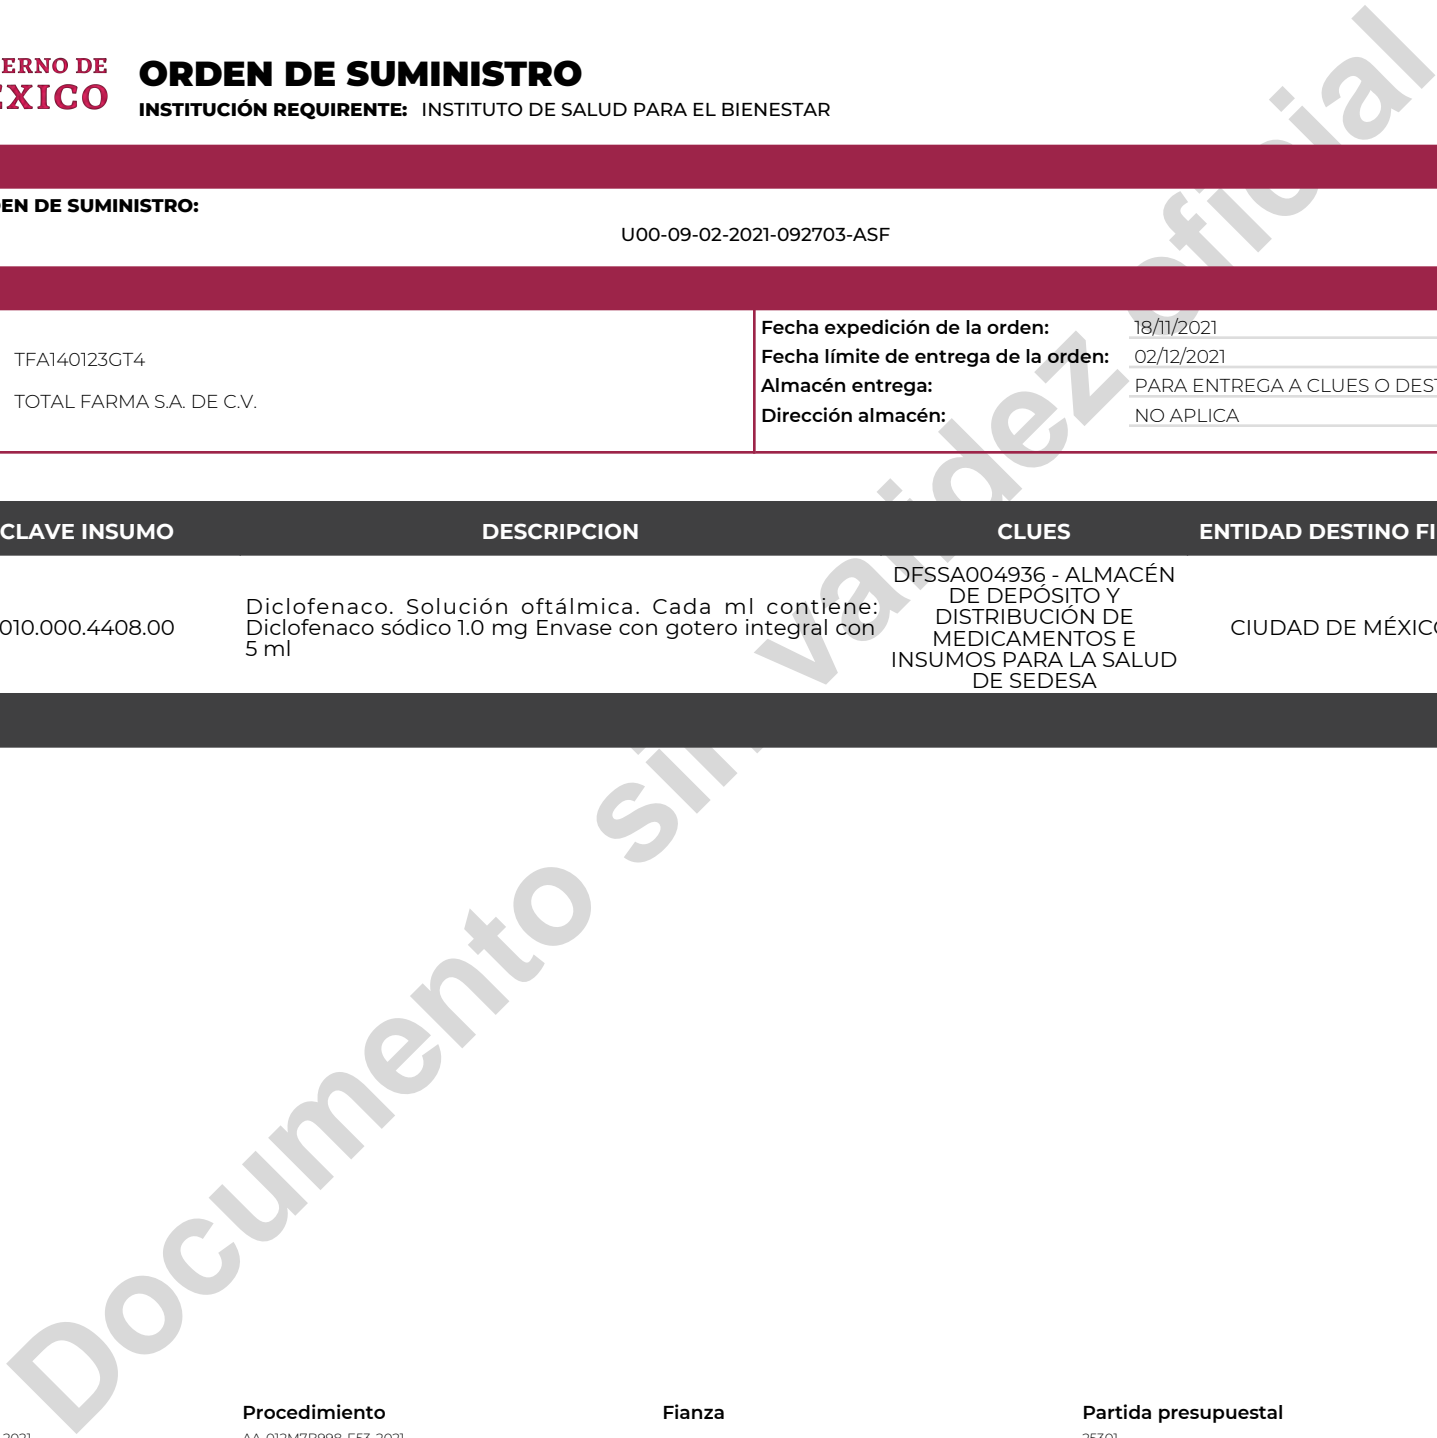 ERNO DE
EXICO
ORDEN DE SUMINISTRO
INSTITUCIÓN REQUIRENTE: INSTITUTO DE SALUD PARA EL BIENESTAR
EN DE SUMINISTRO:
U00-09-02-2021-092703-ASF
TFA140123GT4
TOTAL FARMA S.A. DE C.V.
Fecha expedición de la orden: 18/11/2021
Fecha límite de entrega de la orden: 02/12/2021
Almacén entrega: PARA ENTREGA A CLUES O DEST
Dirección almacén: NO APLICA
CLAVE INSUMO DESCRIPCION CLUES ENTIDAD DESTINO FI
010.000.4408.00
Diclofenaco. Solución oftálmica. Cada ml contiene:
Diclofenaco sódico 1.0 mg Envase con gotero integral con
5 ml
DFSSA004936 - ALMACÉN
DE DEPÓSITO Y
DISTRIBUCIÓN DE
MEDICAMENTOS E
INSUMOS PARA LA SALUD
DE SEDESA
CIUDAD DE MÉXICO
Documento sin validez oficial
Procedimiento Fianza Partida presupuestal